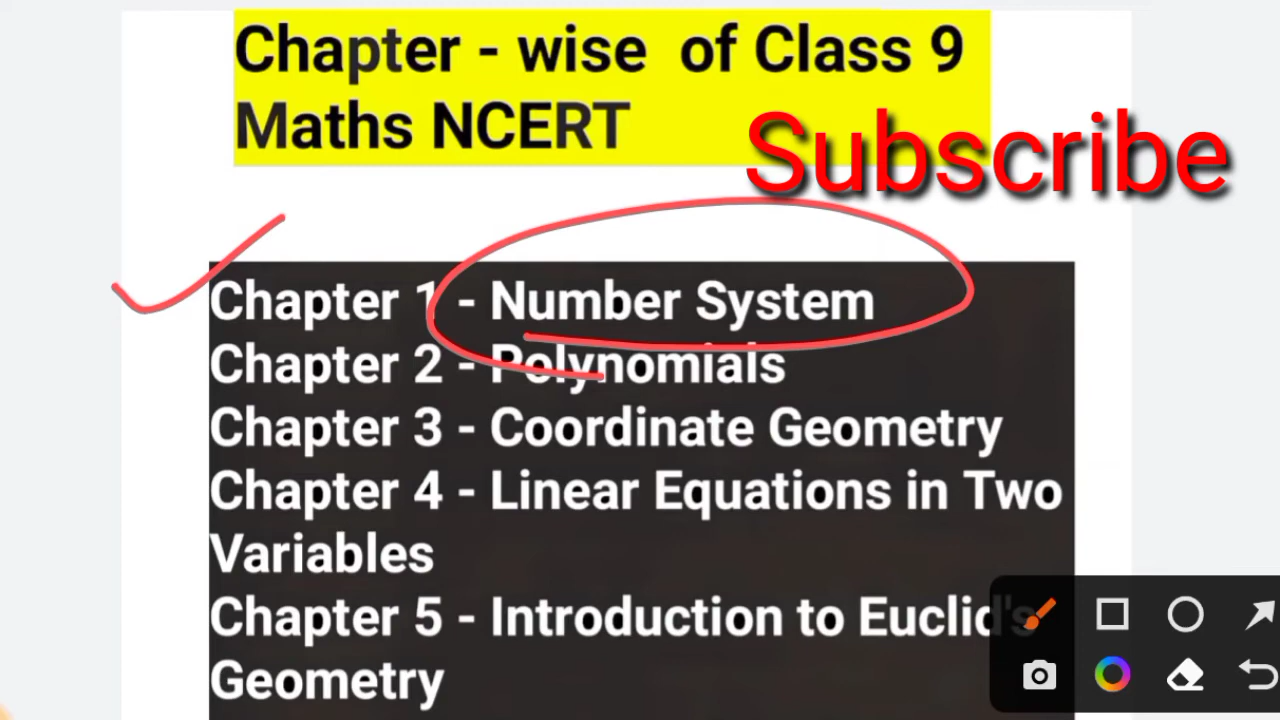 Chapter - wise of Class 9
Maths NCERT
Subscribe
Chapter 1 - Number System
Chapter 2 - Polynomials
Chapter 3 - Coordinate Geometry
Chapter 4 - Linear Equations in Two
Variables
Chapter 5 - Introduction to Euclid's
Geometry